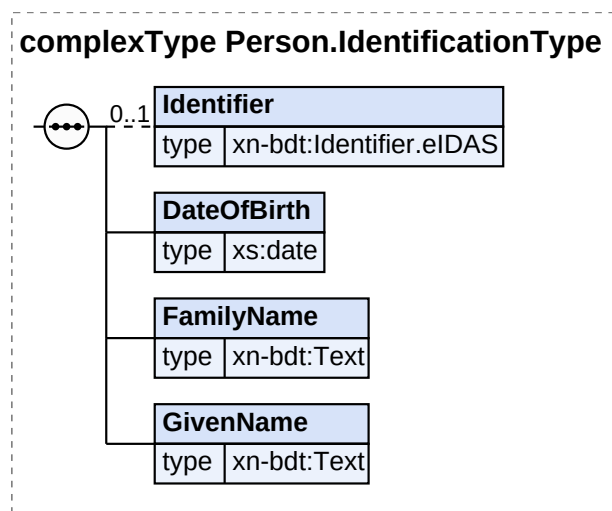 complexType Person.IdentificationType
0..1
Identifier
type xn-bdt:Identifier.eIDAS
DateOfBirth
type xs:date
FamilyName
type xn-bdt:Text
GivenName
type xn-bdt:Text